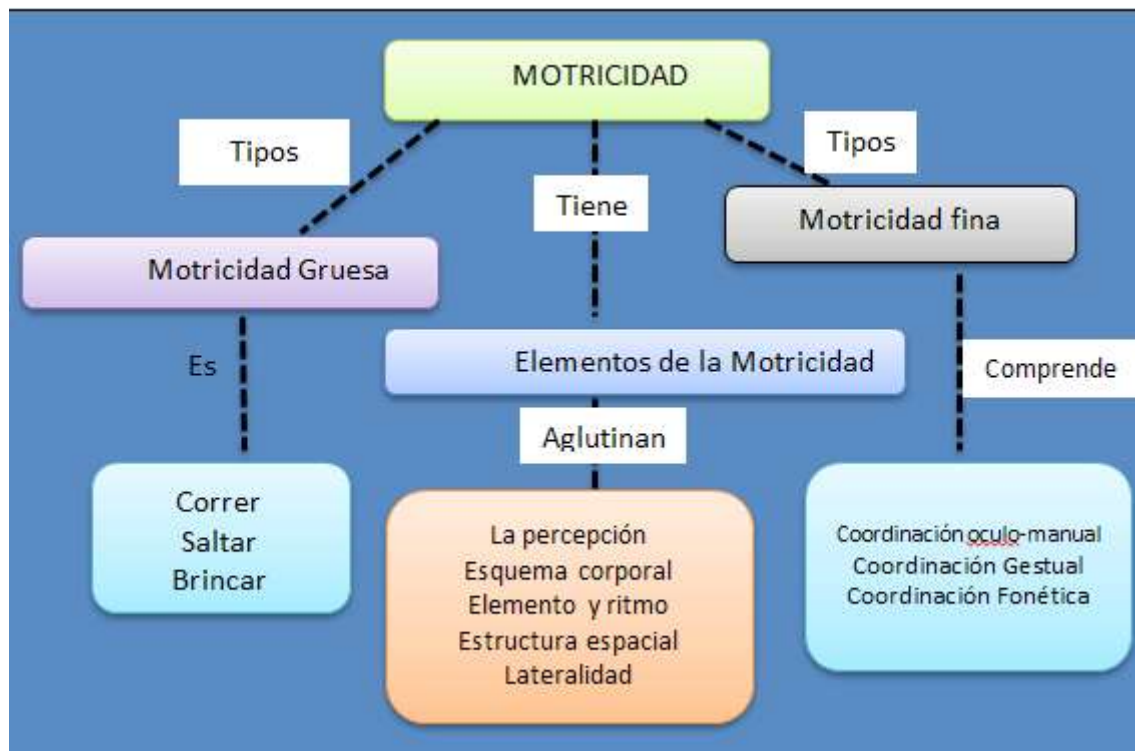 MOTRICIDAD
Tipos
Tiene
Tipos
Motricidad Gruesa
Motricidad fina
Es
Elementos de la Motricidad
Comprende
Aglutinan
Correr
Saltar
Brincar
La percepción
Esquema corporal
Elemento y ritmo
Estructura espacial
Lateralidad
Coordinación oculo-manual
Coordinación Gestual
Coordinación Fonética